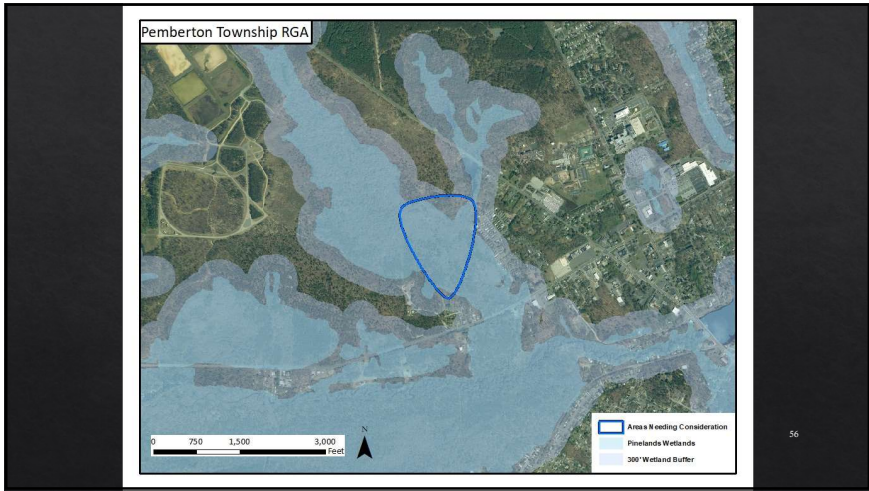 Pemberton Township RGA
N
0 750 1,500 3,000
Feet
Areas Needing Consideration
Pinelands Wetlands
300' Wetland Buffer
56